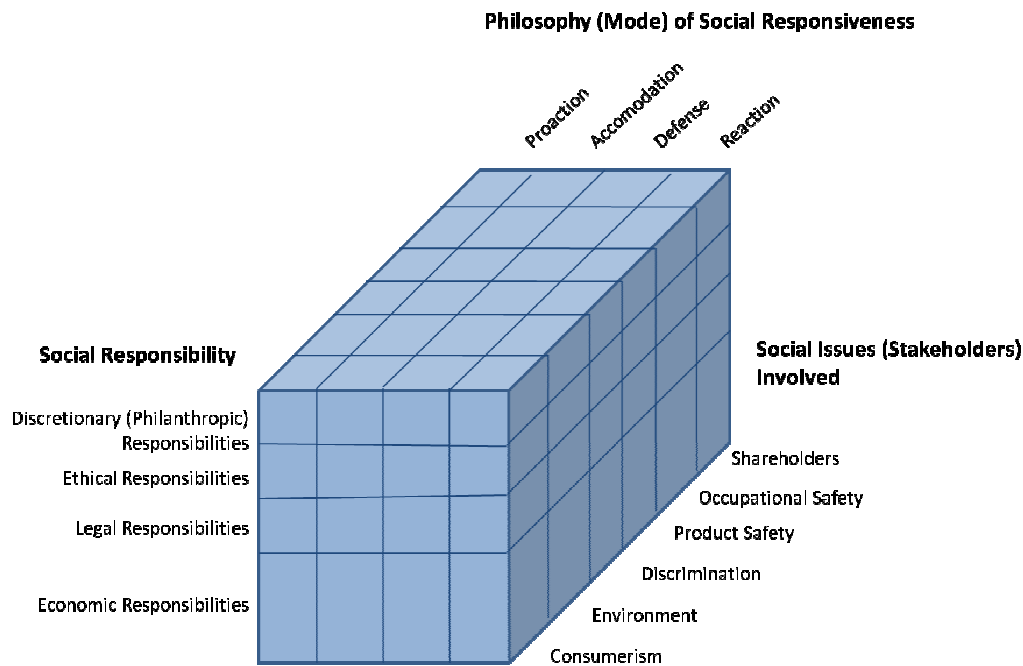 Philosophy (Mode) of Social Responsiveness
Proaction
Accomodation
Defense
Reaction
Social Responsibility
Discretionary (Philanthropic)
Responsibilities
Ethical Responsibilities
Legal Responsibilities
Economic Responsibilities
Social Issues (Stakeholders)
Involved
Shareholders
Occupational Safety
Product Safety
Discrimination
Environment
Consumerism